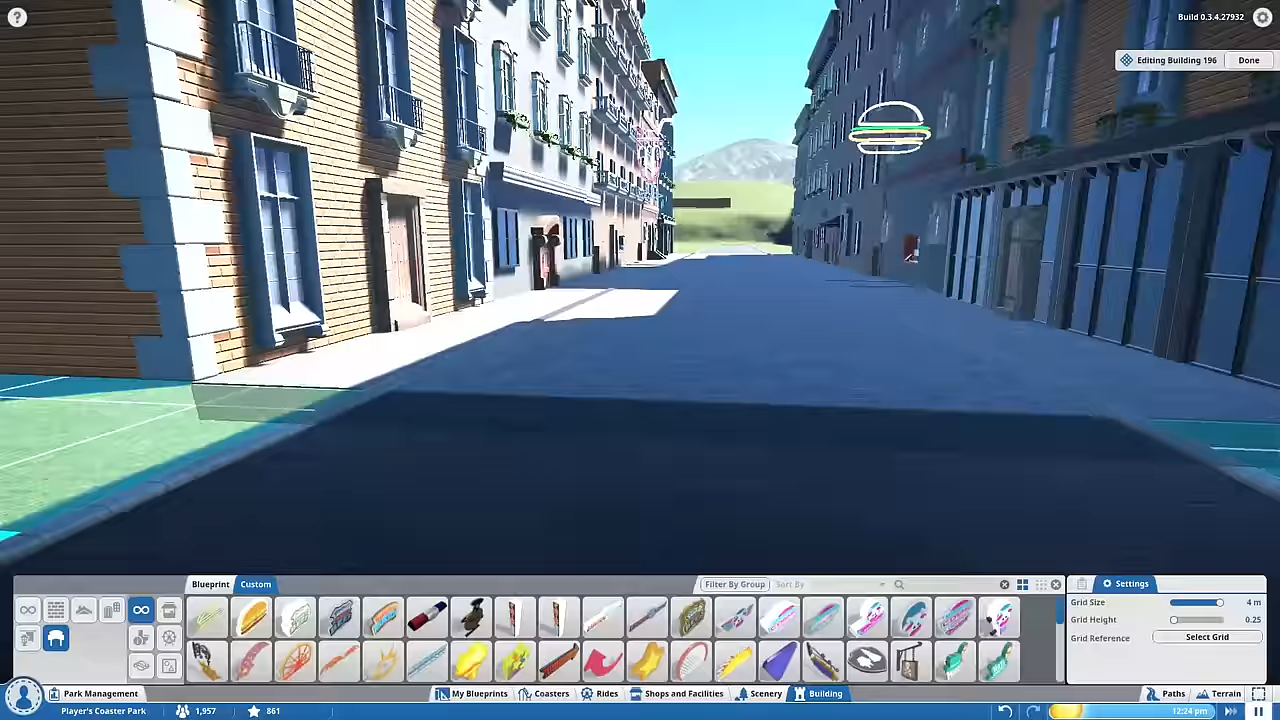 ?
Build 0.3.4.27932
Editing Building 196 Done
Blueprint Custom Filter By Group Sort By Settings
Grid Size 4 m
Grid Height 0.25
Grid Reference Select Grid
Park Management My Blueprints Coasters Rides Shops and Facilities Scenery Building Paths Terrain
Player's Coaster Park 1,957 861 12:24 pm